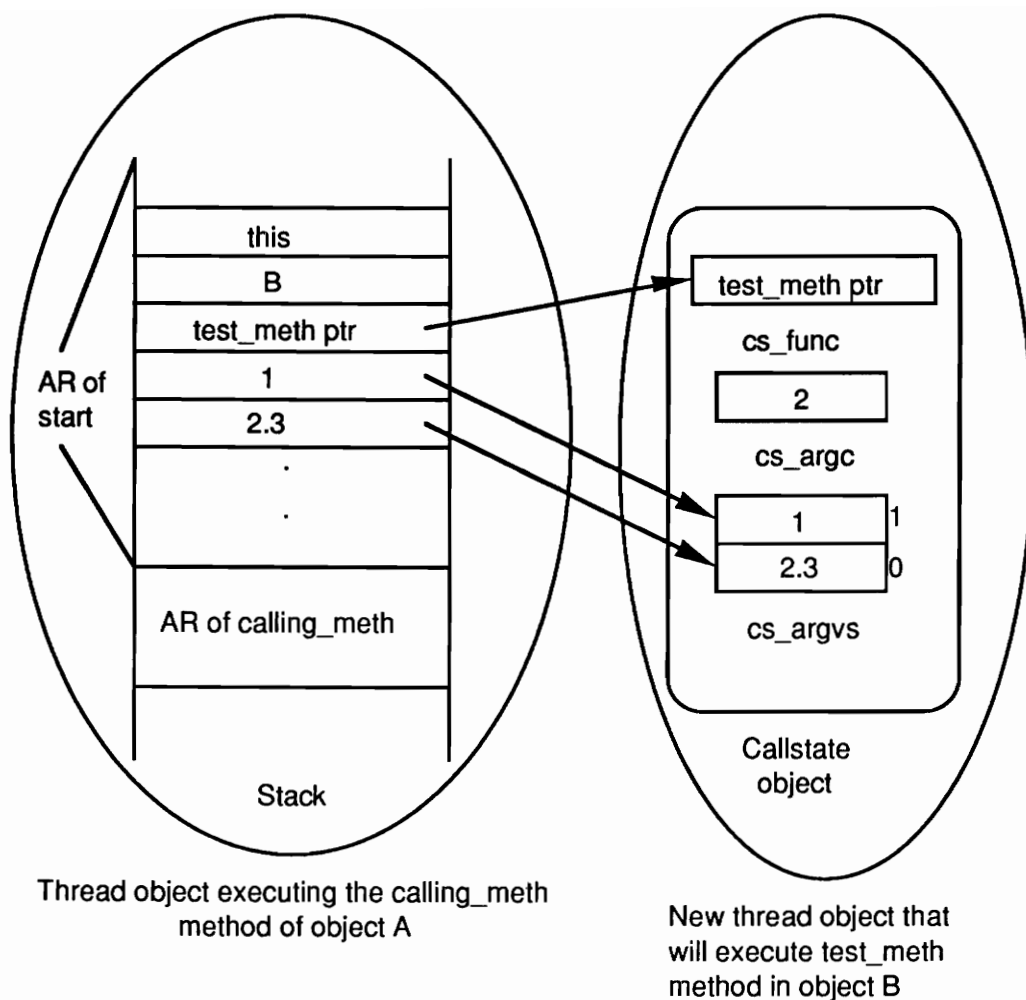 this
B
test_meth ptr
1
2.3
.
.
AR of
start
AR of calling_meth
Stack
Thread object executing the calling_meth
method of object A
test_meth ptr
cs_func
2
cs_argc
1 1
2.3 0
cs_argvs
Callstate
object
New thread object that
will execute test_meth
method in object B